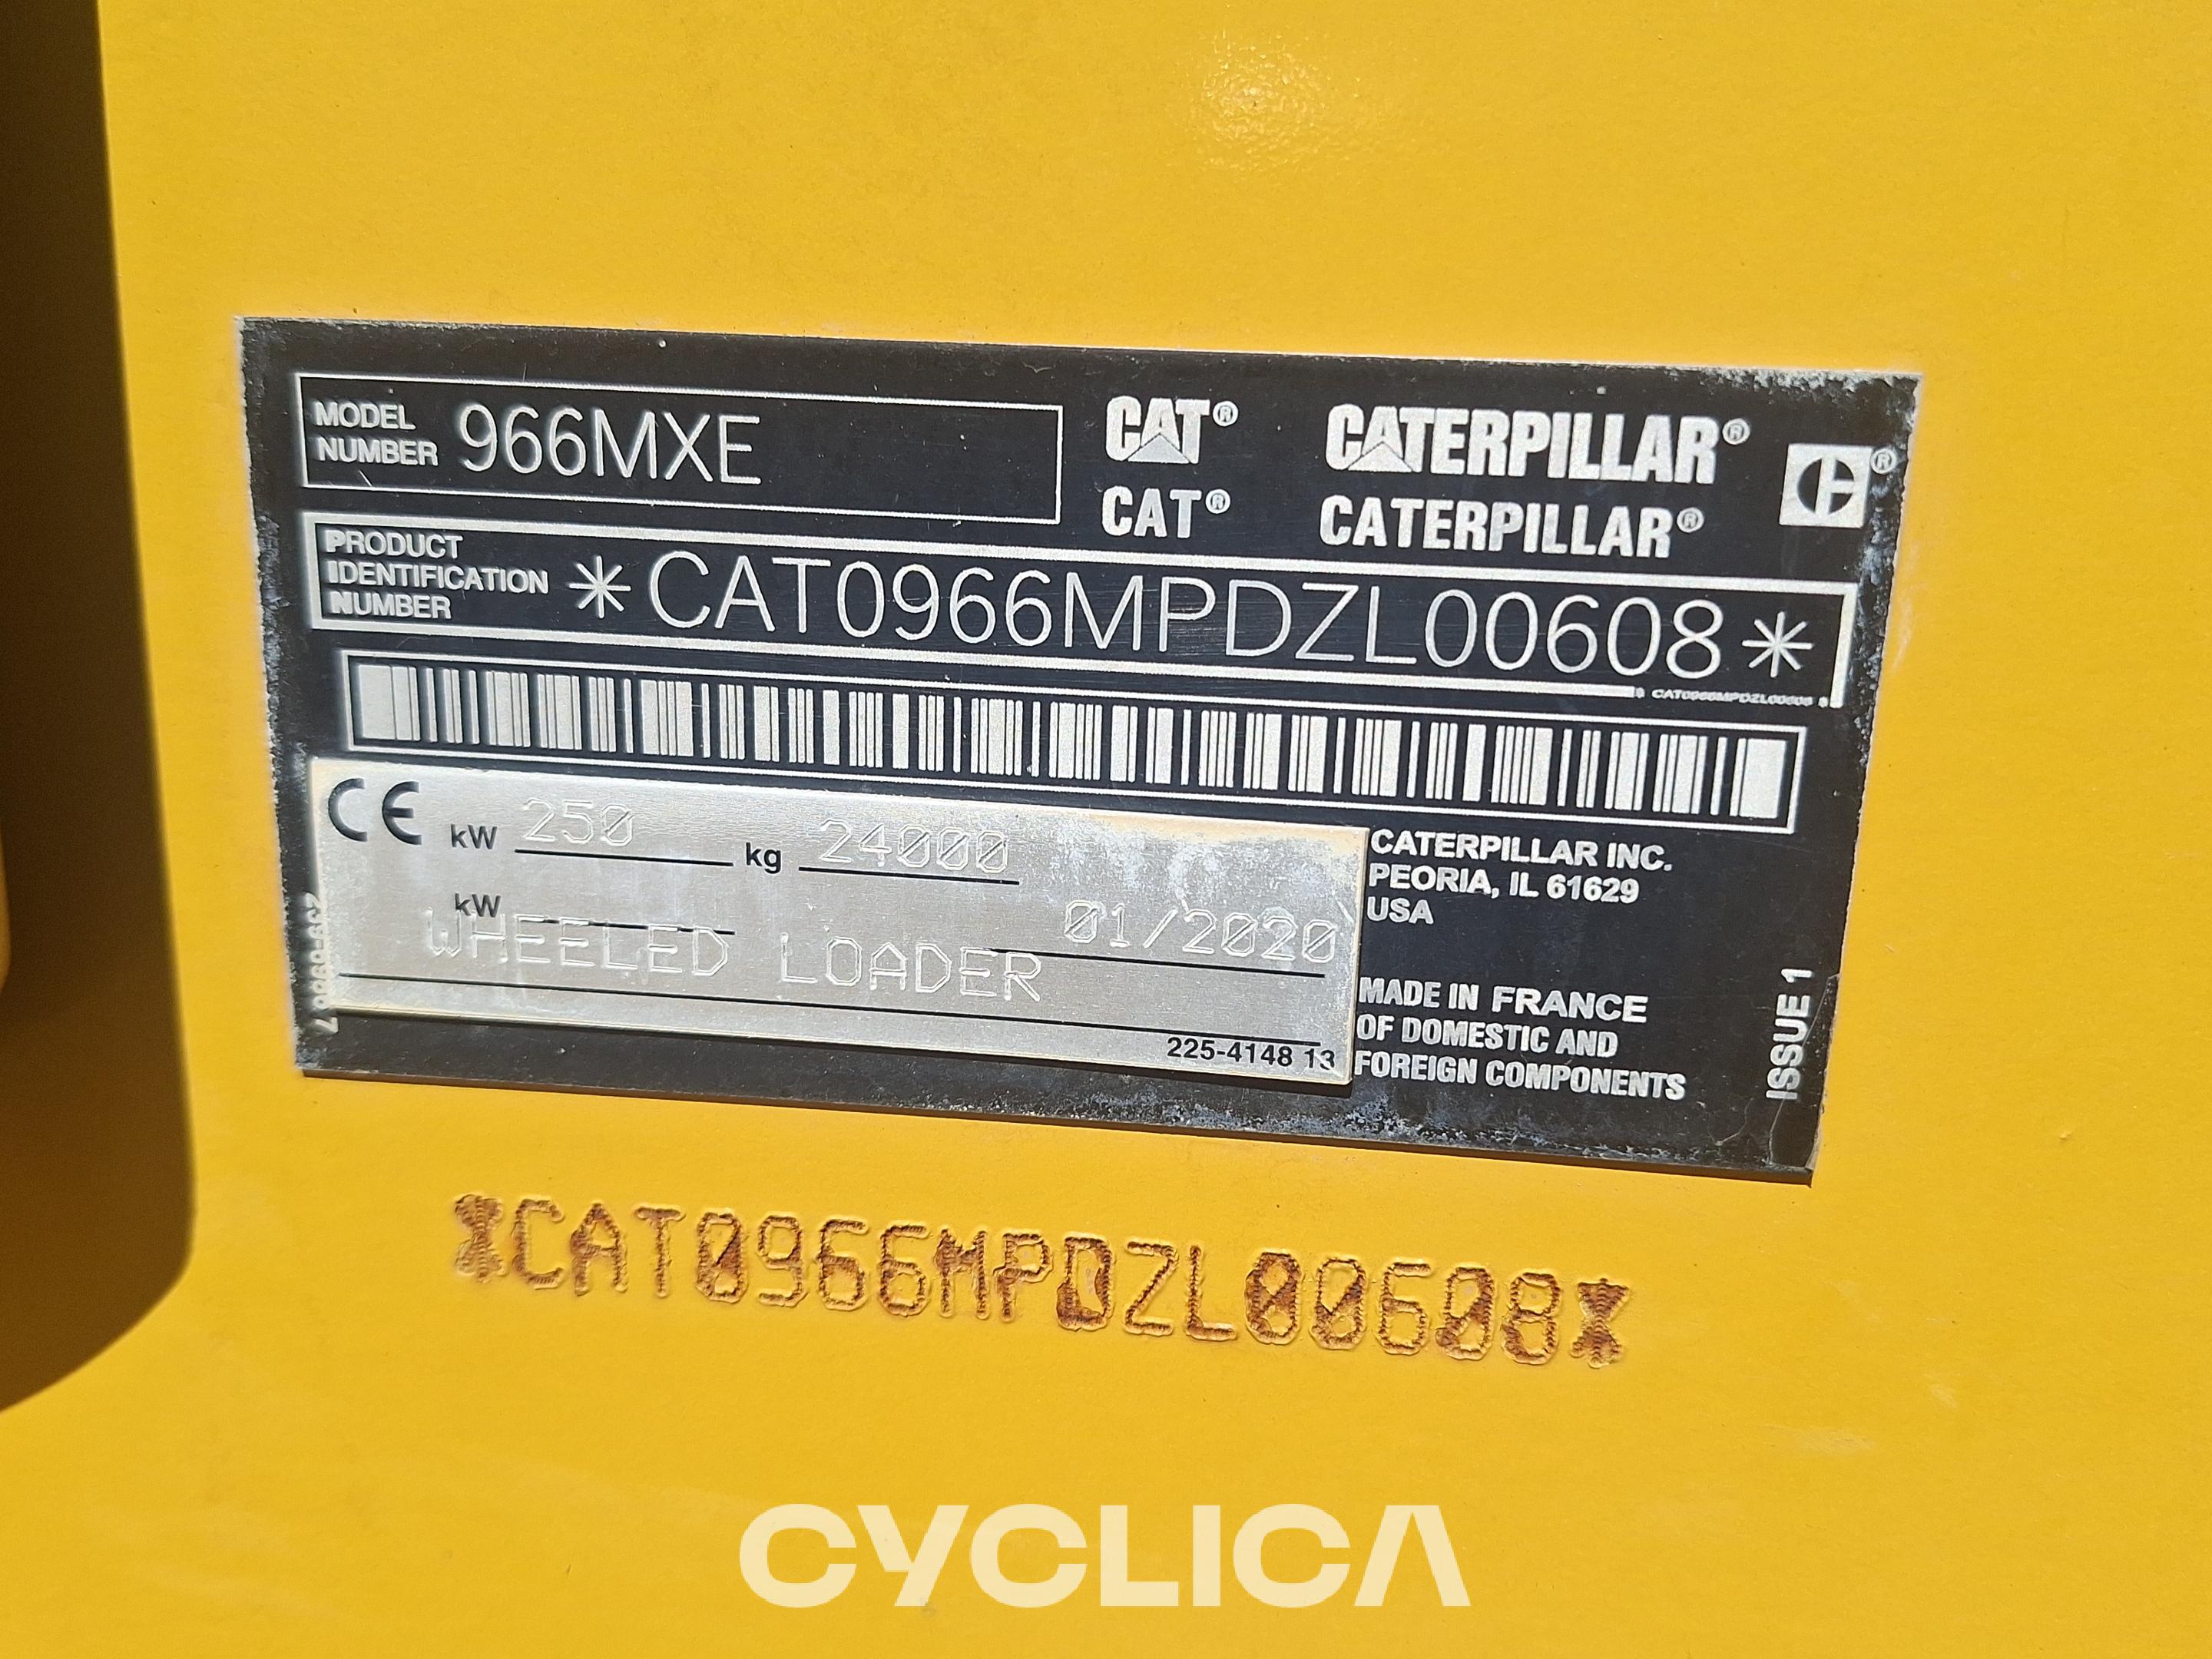 MODEL
NUMBER 966MXE
CAT® CATERPILLAR®
CAT® CATERPILLAR®
PRODUCT
IDENTIFICATION
NUMBER
*CAT0966MPDZL00608*
CAT0966MPDZL00608
CE kW 250 kg 24000
kW 01/2020
WHEELED LOADER
225-4148 13
CATERPILLAR INC.
PEORIA, IL 61629
USA
MADE IN FRANCE
OF DOMESTIC AND
FOREIGN COMPONENTS
ISSUE 1
*CAT0966MPDZL00608*
CYCLICA